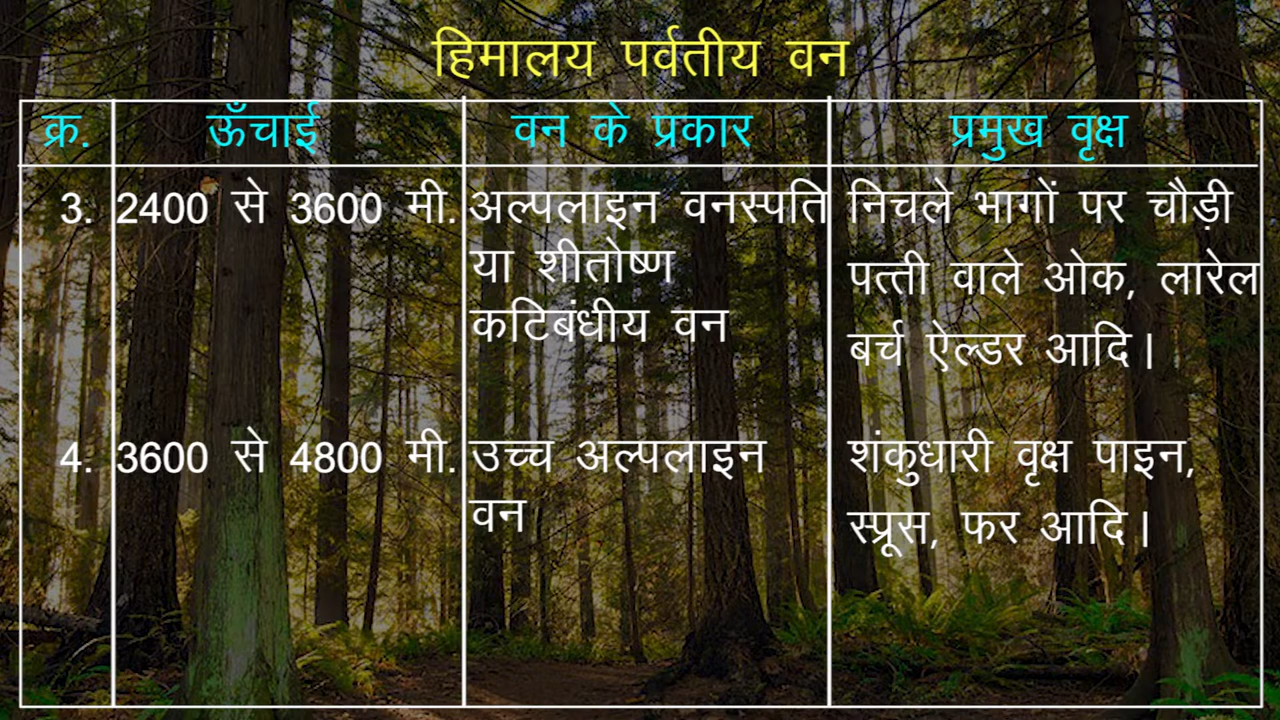 हिमालय पर्वतीय वन
क्र. ऊँचाई वन के प्रकार प्रमुख वृक्ष
3. 2400 से 3600 मी. अल्पलाइन वनस्पति निचले भागों पर चौड़ी
या शीतोष्ण पत्ती वाले ओक, लारेल
कटिबंधीय वन बर्च ऐल्डर आदि।
4. 3600 से 4800 मी. उच्च अल्पलाइन शंकुधारी वृक्ष पाइन,
वन स्प्रूस, फर आदि।